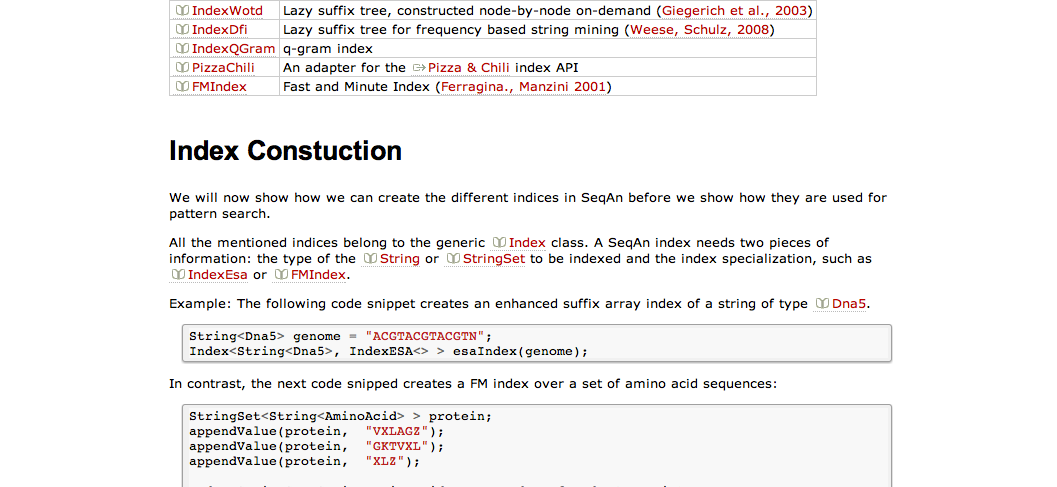 IndexWotd Lazy suffix tree, constructed node-by-node on-demand (Giegerich et al., 2003)
IndexDfi Lazy suffix tree for frequency based string mining (Weese, Schulz, 2008)
IndexQGram q-gram index
PizzaChili An adapter for the Pizza & Chili index API
FMIndex Fast and Minute Index (Ferragina., Manzini 2001)
Index Constuction
We will now show how we can create the different indices in SeqAn before we show how they are used for
pattern search.
All the mentioned indices belong to the generic Index class. A SeqAn index needs two pieces of
information: the type of the String or StringSet to be indexed and the index specialization, such as
IndexEsa or FMIndex.
Example: The following code snippet creates an enhanced suffix array index of a string of type Dna5.
String<Dna5> genome = "ACGTACGTACGTN";
Index<String<Dna5>, IndexESA<> > esaIndex(genome);
In contrast, the next code snipped creates a FM index over a set of amino acid sequences:
StringSet<String<AminoAcid> > protein;
appendValue(protein, "VXLAGZ");
appendValue(protein, "GKTVXL");
appendValue(protein, "XLZ");